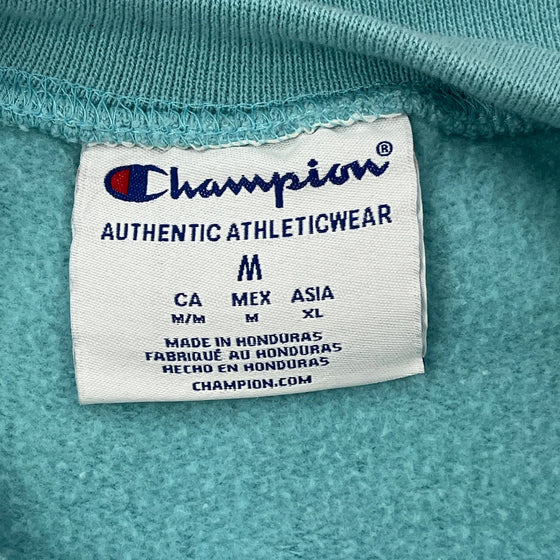 Champion®
AUTHENTIC ATHLETICWEAR
M
CA MEX ASIA
M/M M XL
MADE IN HONDURAS
FABRIQUÉ AU HONDURAS
HECHO EN HONDURAS
CHAMPION.COM